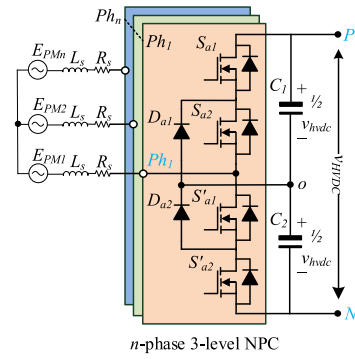 Ph_n
Ph_1
E_PMn L_s R_s
E_PM2 L_s R_s
E_PM1 L_s R_s
Ph_1
S_a1
S_a2
D_a1
S'_a1
D_a2
S'_a2
C_1 + ½ v_hvdc −
o
C_2 + ½ v_hvdc −
P
V_HVDC
N
n-phase 3-level NPC